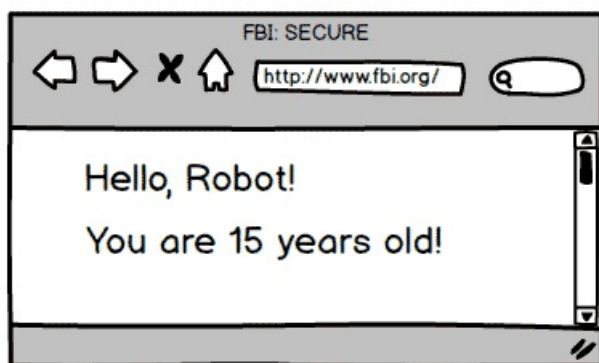 FBI: SECURE
http://www.fbi.org/
Hello, Robot!
You are 15 years old!